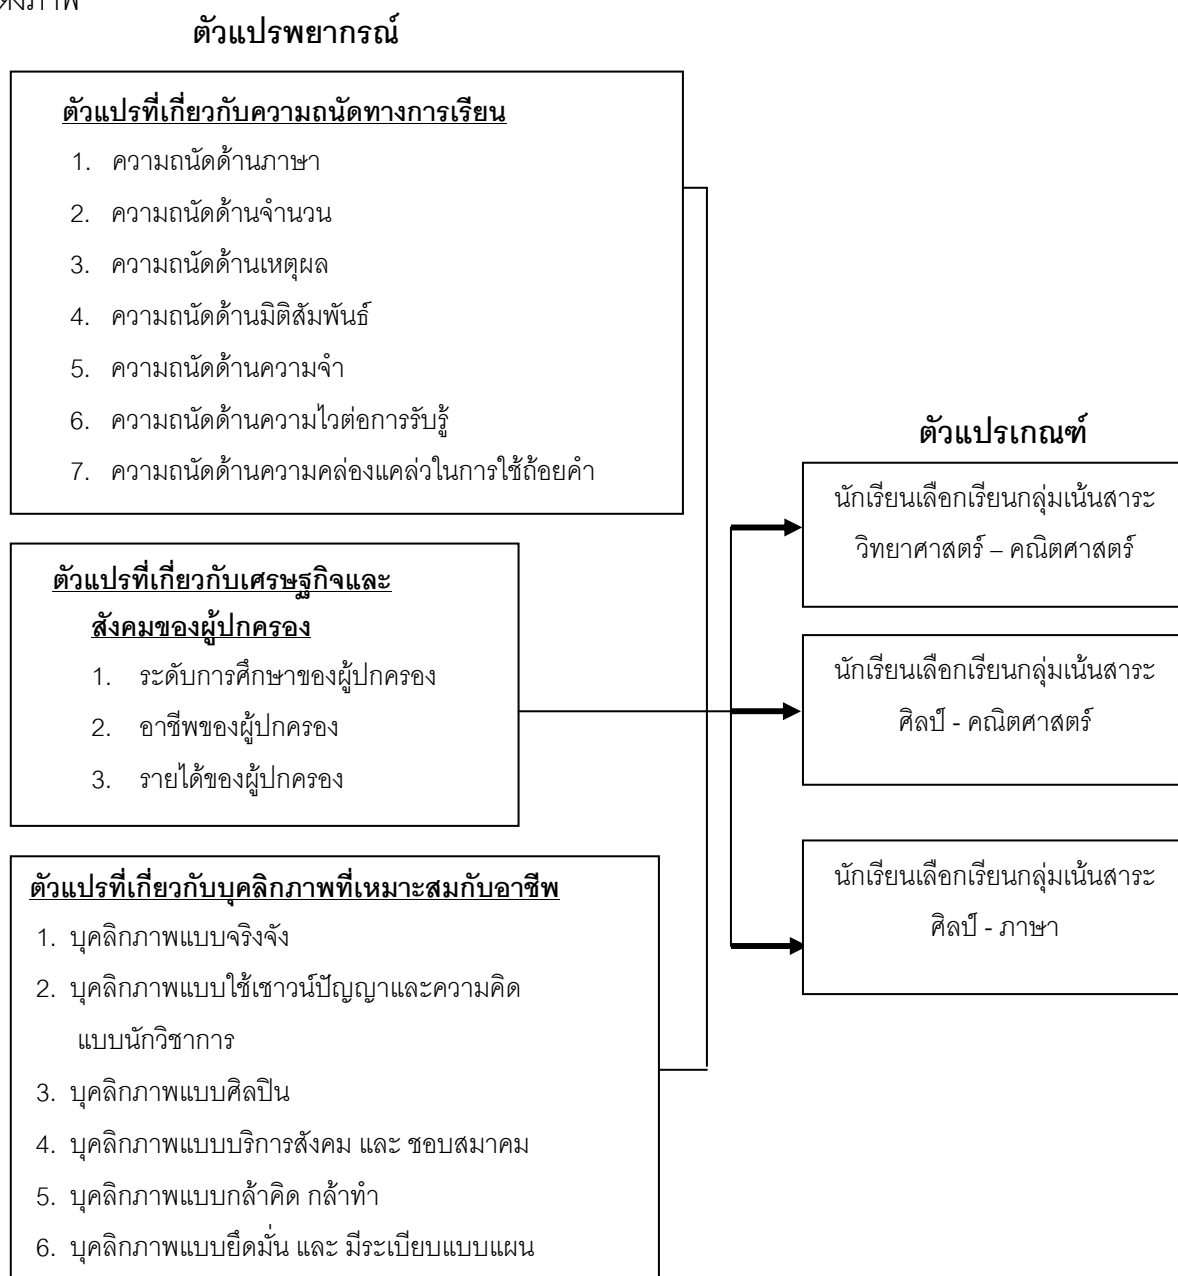 ตัวแปรพยากรณ์
ตัวแปรที่เกี่ยวกับความถนัดทางการเรียน
1. ความถนัดด้านภาษา
2. ความถนัดด้านจำนวน
3. ความถนัดด้านเหตุผล
4. ความถนัดด้านมิติสัมพันธ์
5. ความถนัดด้านความจำ
6. ความถนัดด้านความไวต่อการรับรู้
7. ความถนัดด้านความคล่องแคล่วในการใช้ถ้อยคำ
ตัวแปรที่เกี่ยวกับเศรษฐกิจและ
สังคมของผู้ปกครอง
1. ระดับการศึกษาของผู้ปกครอง
2. อาชีพของผู้ปกครอง
3. รายได้ของผู้ปกครอง
ตัวแปรที่เกี่ยวกับบุคลิกภาพที่เหมาะสมกับอาชีพ
1. บุคลิกภาพแบบจริงจัง
2. บุคลิกภาพแบบใช้เชาวน์ปัญญาและความคิด
แบบนักวิชาการ
3. บุคลิกภาพแบบศิลปิน
4. บุคลิกภาพแบบบริการสังคม และ ชอบสมาคม
5. บุคลิกภาพแบบกล้าคิด กล้าทำ
6. บุคลิกภาพแบบยึดมั่น และ มีระเบียบแบบแผน
ตัวแปรเกณฑ์
นักเรียนเลือกเรียนกลุ่มเน้นสาระ
วิทยาศาสตร์ – คณิตศาสตร์
นักเรียนเลือกเรียนกลุ่มเน้นสาระ
ศิลป์ - คณิตศาสตร์
นักเรียนเลือกเรียนกลุ่มเน้นสาระ
ศิลป์ - ภาษา